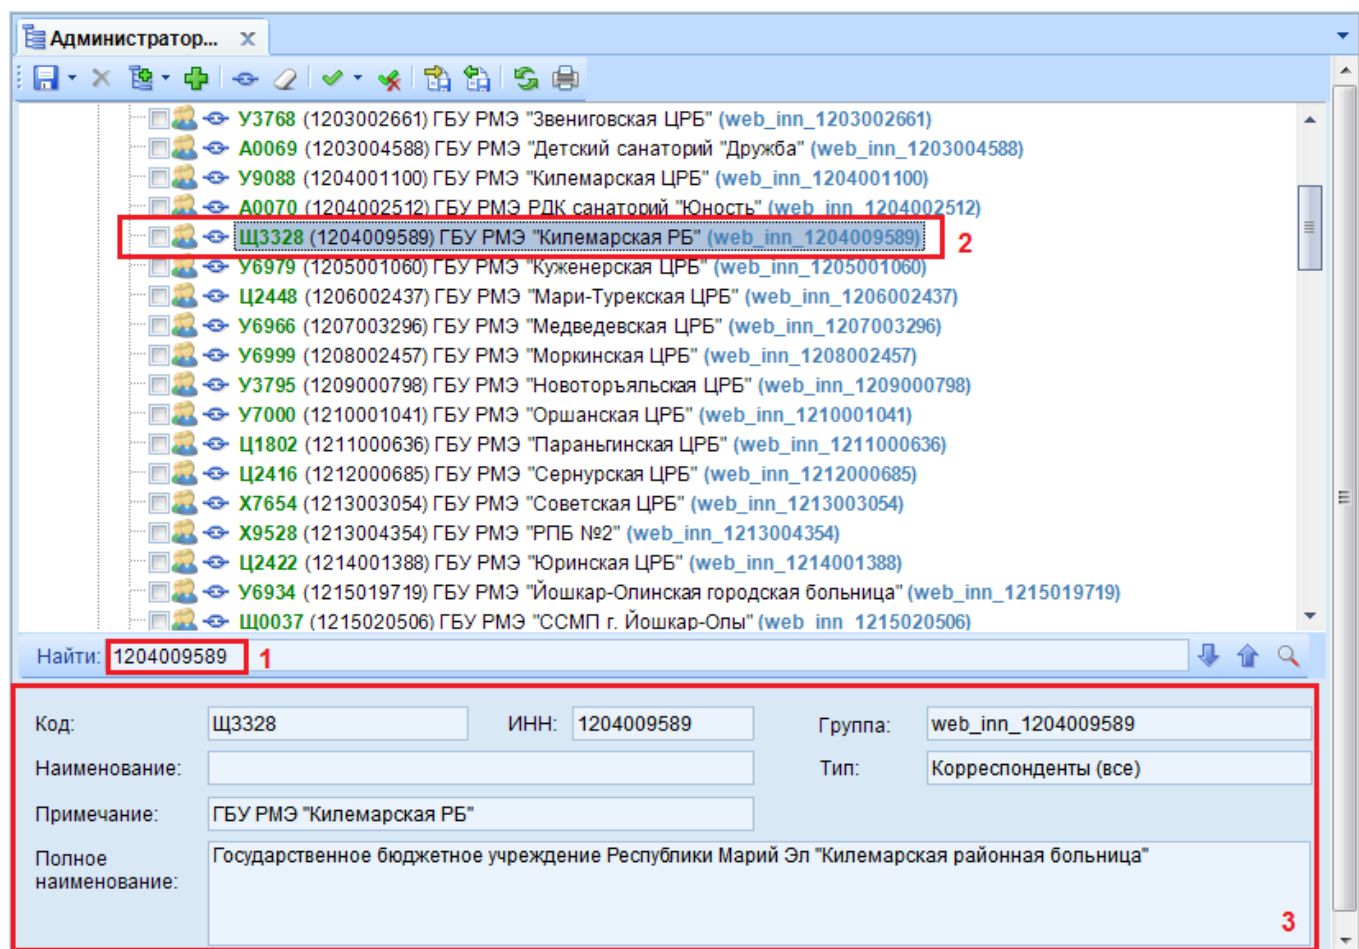 Администратор...
У3768 (1203002661) ГБУ РМЭ "Звениговская ЦРБ" (web_inn_1203002661)
А0069 (1203004588) ГБУ РМЭ "Детский санаторий "Дружба" (web_inn_1203004588)
У9088 (1204001100) ГБУ РМЭ "Килемарская ЦРБ" (web_inn_1204001100)
А0070 (1204002512) ГБУ РМЭ РДК санаторий "Юность" (web_inn_1204002512)
Щ3328 (1204009589) ГБУ РМЭ "Килемарская РБ" (web_inn_1204009589) 2
У6979 (1205001060) ГБУ РМЭ "Куженерская ЦРБ" (web_inn_1205001060)
Ц2448 (1206002437) ГБУ РМЭ "Мари-Турекская ЦРБ" (web_inn_1206002437)
У6966 (1207003296) ГБУ РМЭ "Медведевская ЦРБ" (web_inn_1207003296)
У6999 (1208002457) ГБУ РМЭ "Моркинская ЦРБ" (web_inn_1208002457)
У3795 (1209000798) ГБУ РМЭ "Новоторъяльская ЦРБ" (web_inn_1209000798)
У7000 (1210001041) ГБУ РМЭ "Оршанская ЦРБ" (web_inn_1210001041)
Ц1802 (1211000636) ГБУ РМЭ "Параньгинская ЦРБ" (web_inn_1211000636)
Ц2416 (1212000685) ГБУ РМЭ "Сернурская ЦРБ" (web_inn_1212000685)
Х7654 (1213003054) ГБУ РМЭ "Советская ЦРБ" (web_inn_1213003054)
Х9528 (1213004354) ГБУ РМЭ "РПБ №2" (web_inn_1213004354)
Ц2422 (1214001388) ГБУ РМЭ "Юринская ЦРБ" (web_inn_1214001388)
У6934 (1215019719) ГБУ РМЭ "Йошкар-Олинская городская больница" (web_inn_1215019719)
Щ0037 (1215020506) ГБУ РМЭ "ССМП г. Йошкар-Олы" (web_inn_1215020506)
Найти: 1204009589 1
Код: Щ3328 ИНН: 1204009589 Группа: web_inn_1204009589
Наименование: Тип: Корреспонденты (все)
Примечание: ГБУ РМЭ "Килемарская РБ"
Полное наименование: Государственное бюджетное учреждение Республики Марий Эл "Килемарская районная больница"
3